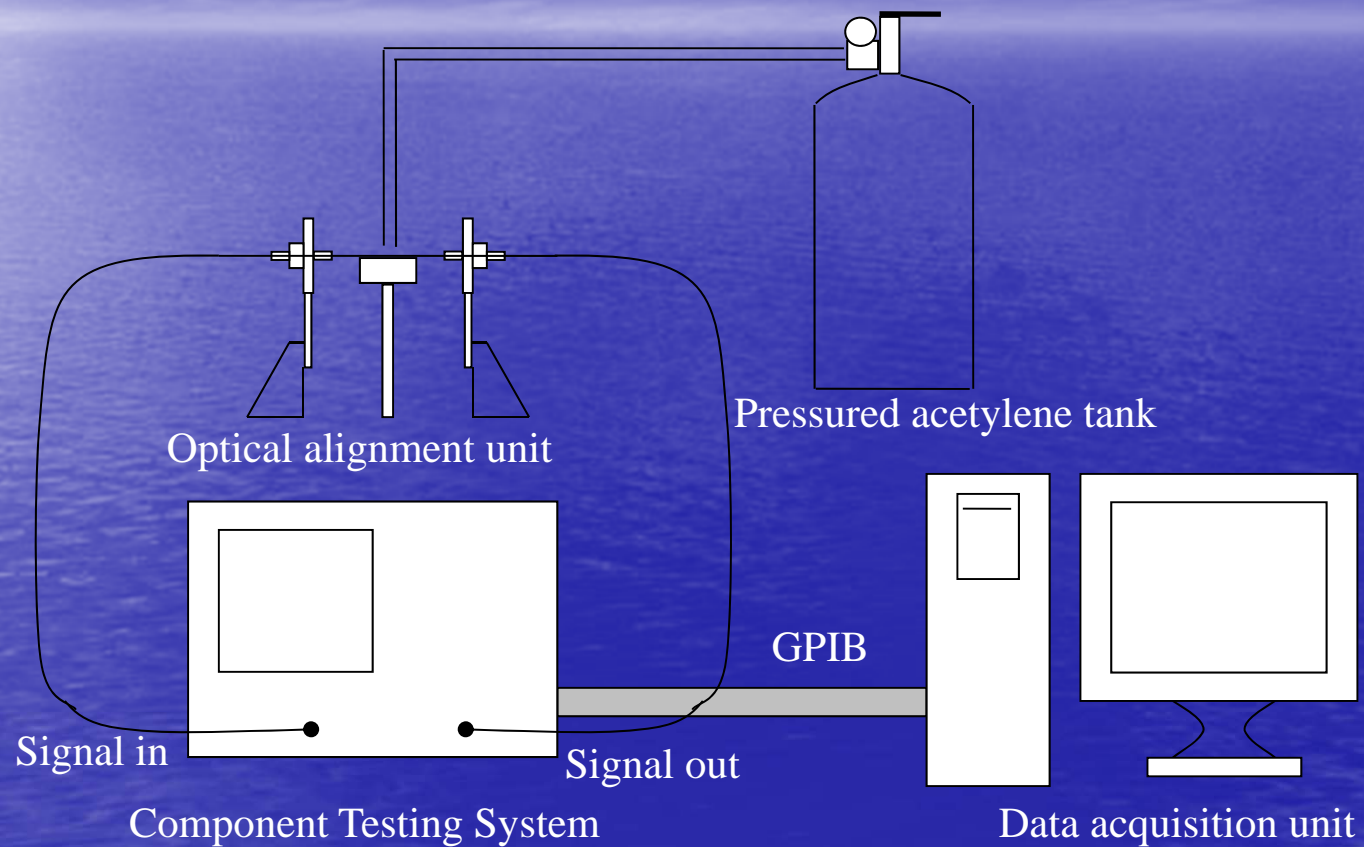 Pressured acetylene tank
Optical alignment unit
GPIB
Signal in
Signal out
Component Testing System
Data acquisition unit